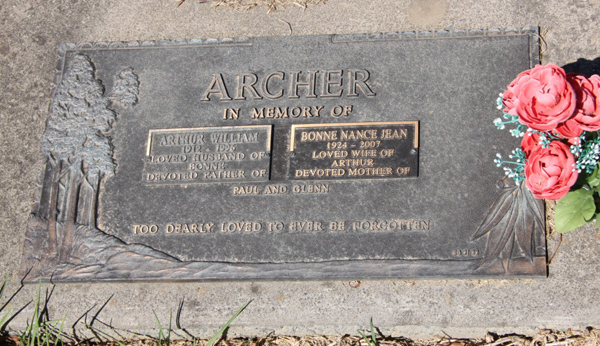 ARCHER
IN MEMORY OF
ARTHUR WILLIAM
LOVED HUSBAND OF
BONNE
DEVOTED FATHER OF
BONNE NANCE JEAN
1924 - 2007
LOVED WIFE OF
ARTHUR
DEVOTED MOTHER OF
PAUL AND GLENN
TOO DEARLY LOVED TO EVER BE FORGOTTEN